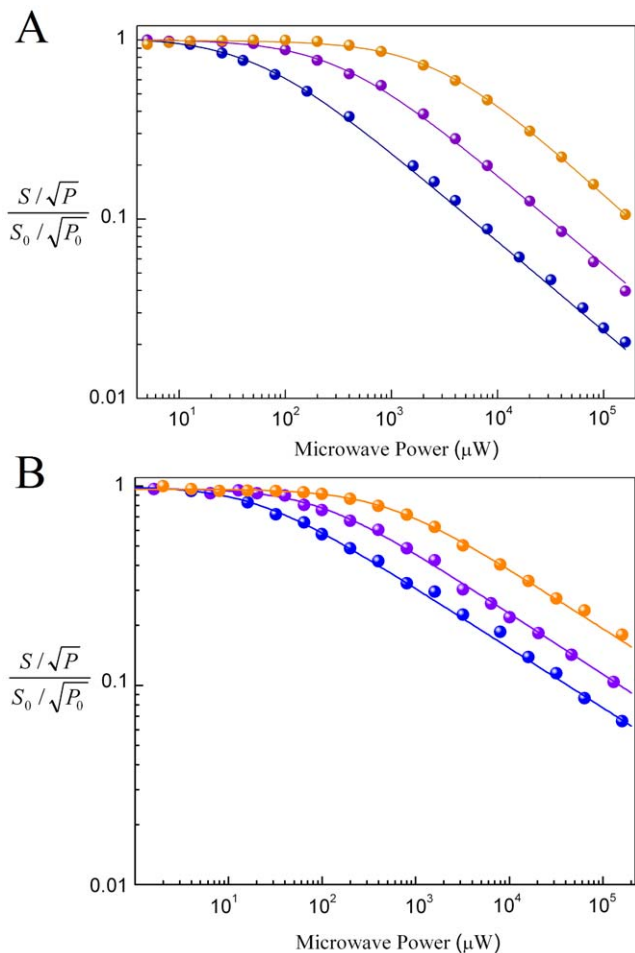 A
1
S/√P
S₀/√P₀
0.1
0.01
10¹ 10² 10³ 10⁴ 10⁵
Microwave Power (µW)
B
1
S/√P
S₀/√P₀
0.1
0.01
10¹ 10² 10³ 10⁴ 10⁵
Microwave Power (µW)